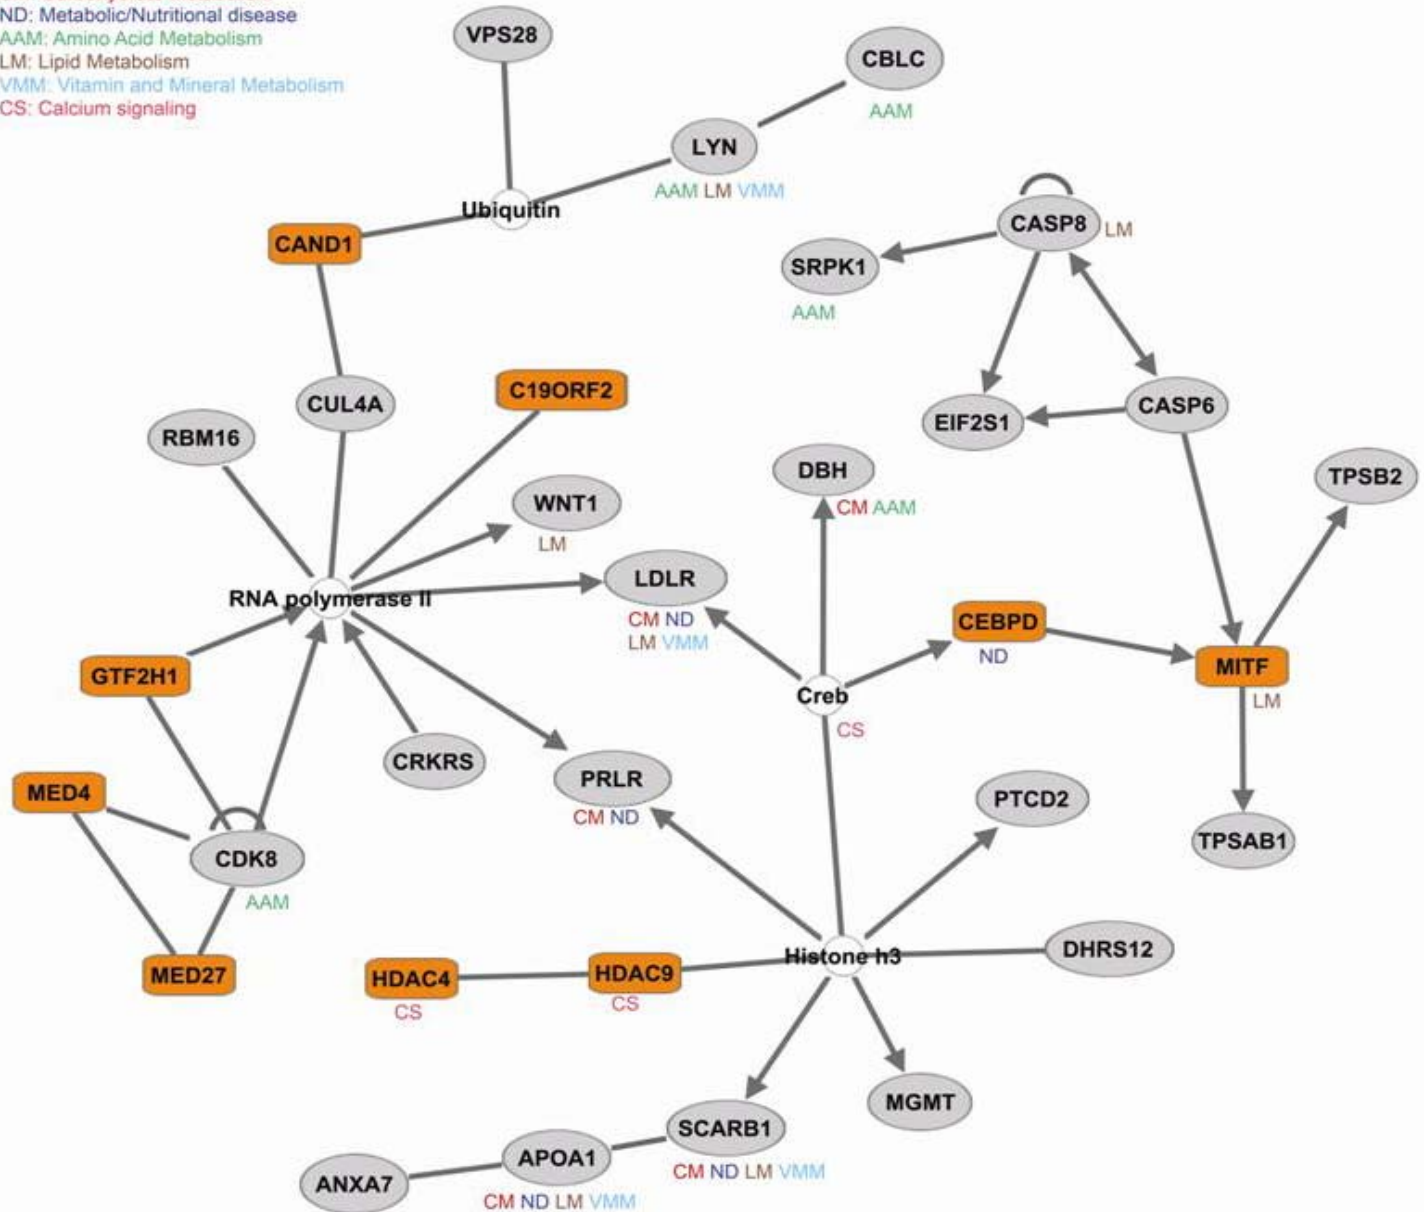 ND: Metabolic/Nutritional disease
AAM: Amino Acid Metabolism
LM: Lipid Metabolism
VMM: Vitamin and Mineral Metabolism
CS: Calcium signaling
VPS28
CBLC
AAM
LYN
AAM LM VMM
Ubiquitin
CAND1
CASP8 LM
SRPK1
AAM
CUL4A
C19ORF2
RBM16
EIF2S1
CASP6
DBH
CM AAM
TPSB2
WNT1
LM
LDLR
CM ND
LM VMM
RNA polymerase II
CEBPD
ND
MITF
LM
GTF2H1
Creb
CS
CRKRS
PRLR
CM ND
MED4
PTCD2
TPSAB1
CDK8
AAM
MED27
HDAC4
CS
HDAC9
CS
Histone h3
DHRS12
MGMT
SCARB1
CM ND LM VMM
APOA1
CM ND LM VMM
ANXA7